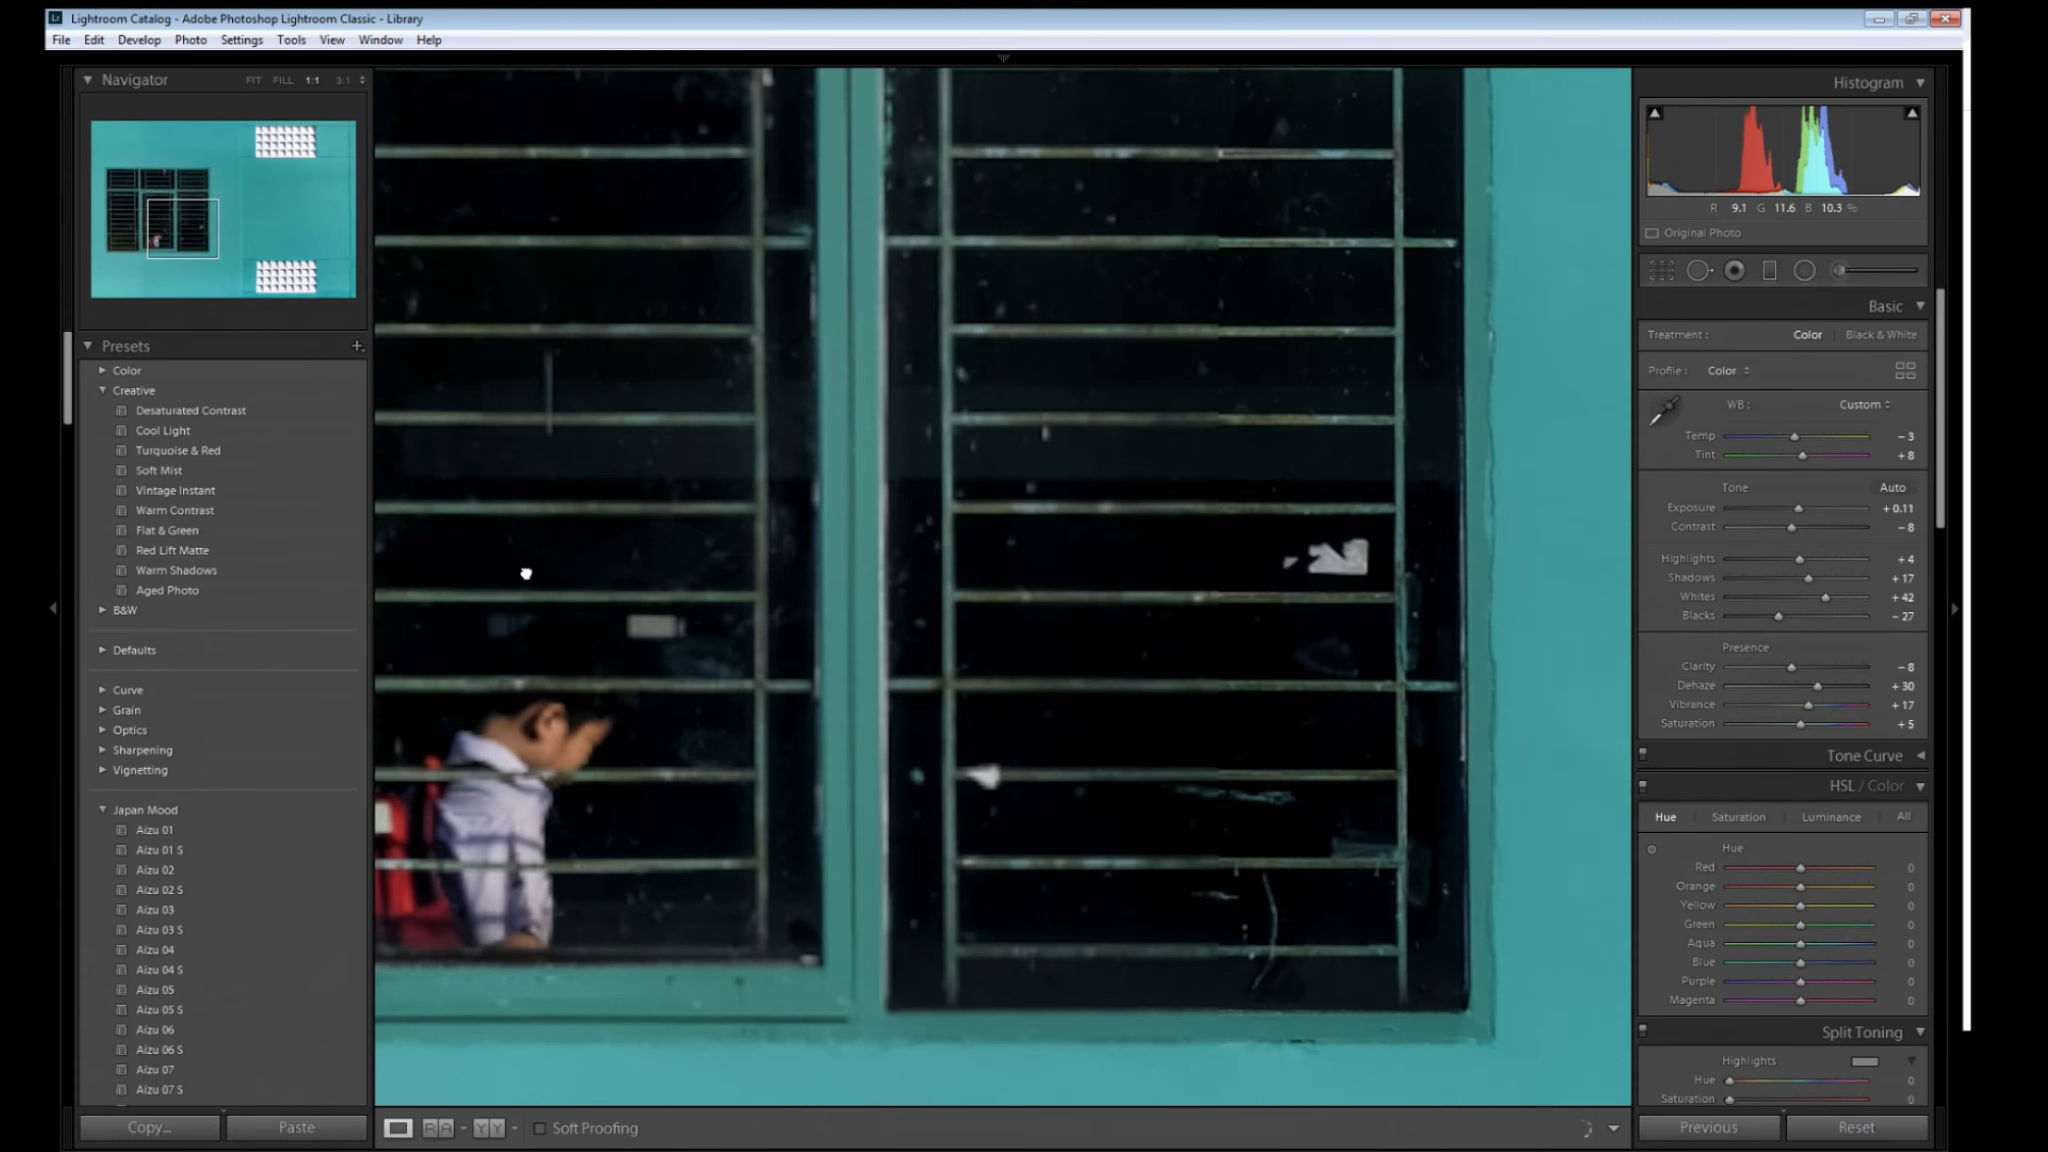 Lightroom Catalog - Adobe Photoshop Lightroom Classic - Library
File Edit Develop Photo Settings Tools View Window Help
Navigator FIT FILL 1:1 3:1
Presets
Color
Creative
Desaturated Contrast
Cool Light
Turquoise & Red
Soft Mist
Vintage Instant
Warm Contrast
Flat & Green
Red Lift Matte
Warm Shadows
Aged Photo
B&W
Defaults
Curve
Grain
Optics
Sharpening
Vignetting
Japan Mood
Aizu 01
Aizu 01 S
Aizu 02
Aizu 02 S
Aizu 03
Aizu 03 S
Aizu 04
Aizu 04 S
Aizu 05
Aizu 05 S
Aizu 06
Aizu 06 S
Aizu 07
Aizu 07 S
Copy... Paste
R A Y Y Soft Proofing
Histogram
R 9.1 G 11.6 B 10.3 %
Original Photo
Basic
Treatment : Color Black & White
Profile : Color
WB : Custom
Temp - 3
Tint + 8
Tone Auto
Exposure + 0.11
Contrast - 8
Highlights + 4
Shadows + 17
Whites + 42
Blacks - 27
Presence
Clarity - 8
Dehaze + 30
Vibrance + 17
Saturation + 5
Tone Curve
HSL / Color
Hue Saturation Luminance All
Hue
Red 0
Orange 0
Yellow 0
Green 0
Aqua 0
Blue 0
Purple 0
Magenta 0
Split Toning
Highlights
Hue 0
Saturation 0
Previous Reset